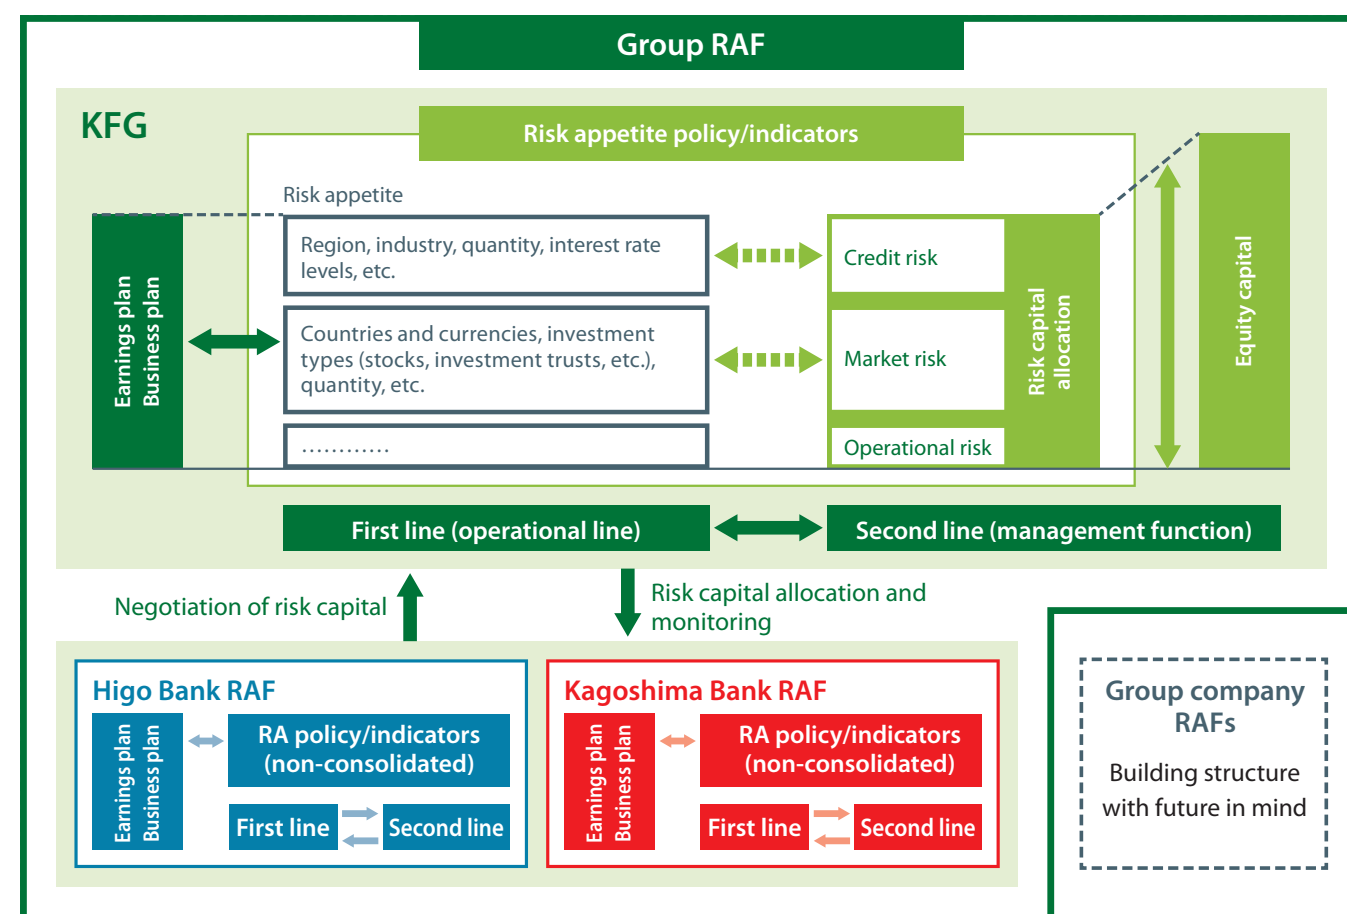 Group RAF
KFG
Risk appetite policy/indicators
Risk appetite
Earnings plan
Business plan
Region, industry, quantity, interest rate
levels, etc.
Countries and currencies, investment
types (stocks, investment trusts, etc.),
quantity, etc.
…………
Credit risk
Market risk
Operational risk
Risk capital
allocation
Equity capital
First line (operational line)
Second line (management function)
Negotiation of risk capital
Risk capital allocation and
monitoring
Higo Bank RAF
Earnings plan
Business plan
RA policy/indicators
(non-consolidated)
First line
Second line
Kagoshima Bank RAF
Earnings plan
Business plan
RA policy/indicators
(non-consolidated)
First line
Second line
Group company
RAFs
Building structure
with future in mind